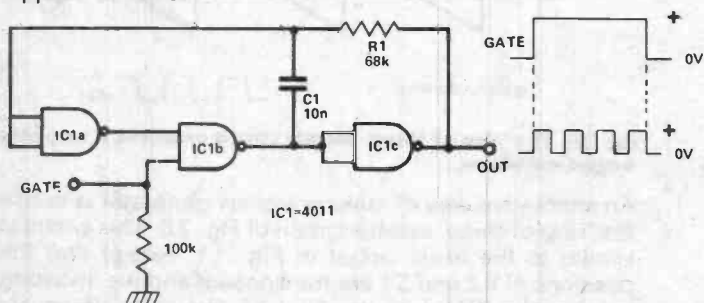 R1
68k
C1
10n
IC1a
IC1b
IC1c
OUT
GATE
100k
IC1=4011
GATE
+
0V
+
0V